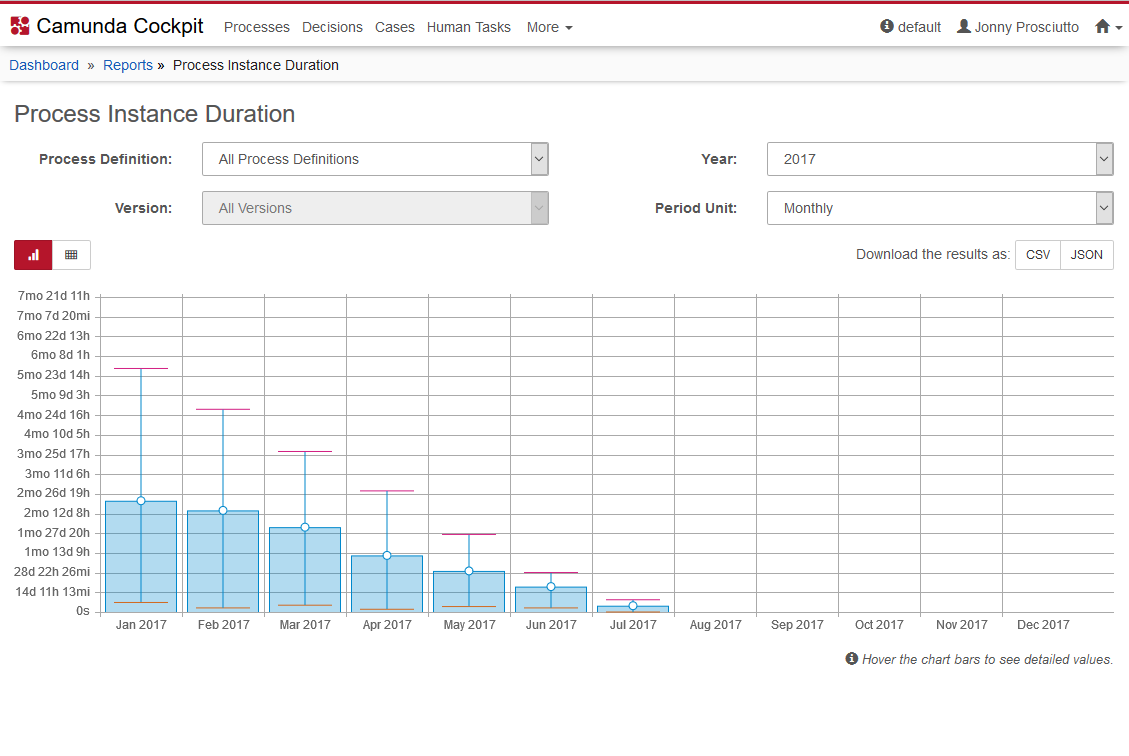 Camunda Cockpit Processes Decisions Cases Human Tasks More default Jonny Prosciutto
Dashboard » Reports » Process Instance Duration
Process Instance Duration
Process Definition: All Process Definitions Year: 2017
Version: All Versions Period Unit: Monthly
Download the results as: CSV JSON
7mo 21d 11h
7mo 7d 20mi
6mo 22d 13h
6mo 8d 1h
5mo 23d 14h
5mo 9d 3h
4mo 24d 16h
4mo 10d 5h
3mo 25d 17h
3mo 11d 6h
2mo 26d 19h
2mo 12d 8h
1mo 27d 20h
1mo 13d 9h
28d 22h 26mi
14d 11h 13mi
0s
Jan 2017 Feb 2017 Mar 2017 Apr 2017 May 2017 Jun 2017 Jul 2017 Aug 2017 Sep 2017 Oct 2017 Nov 2017 Dec 2017
Hover the chart bars to see detailed values.